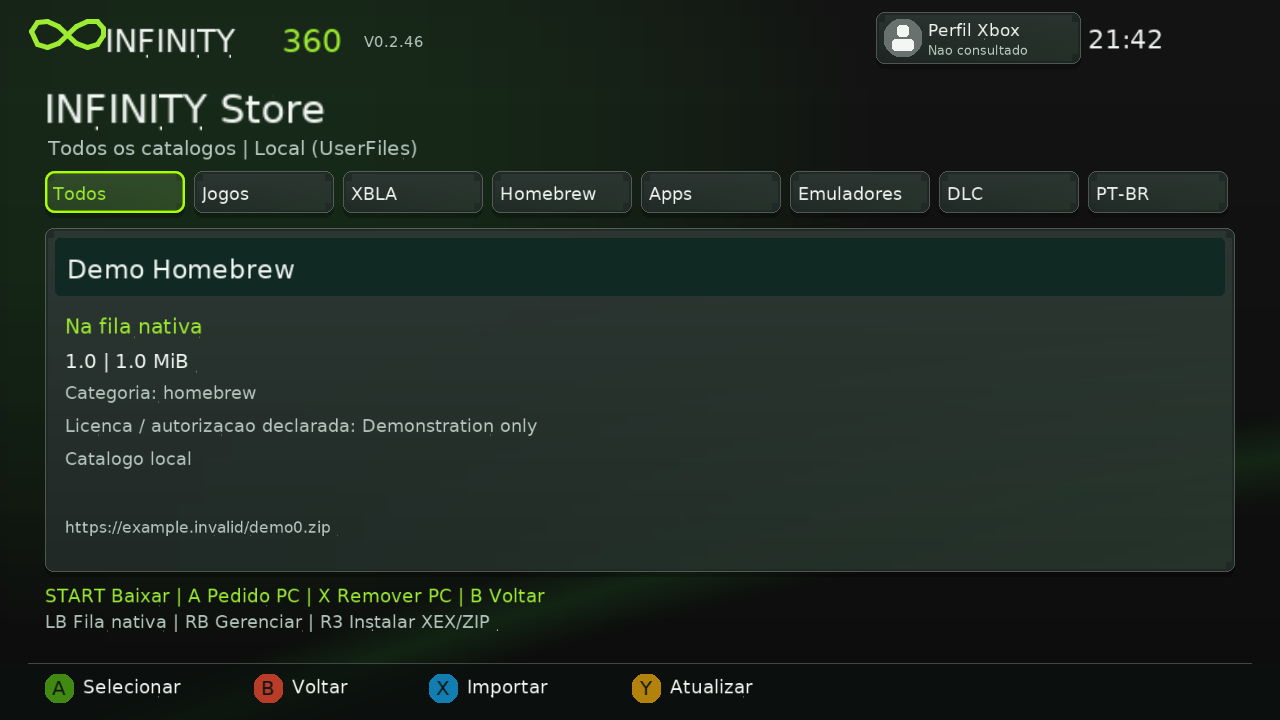 INFINITY 360 V0.2.46
Perfil Xbox
Nao consultado
21:42
INFINITY Store
Todos os catalogos | Local (UserFiles)
Todos Jogos XBLA Homebrew Apps Emuladores DLC PT-BR
Demo Homebrew
Na fila nativa
1.0 | 1.0 MiB
Categoria: homebrew
Licenca / autorizacao declarada: Demonstration only
Catalogo local
https://example.invalid/demo0.zip
START Baixar | A Pedido PC | X Remover PC | B Voltar
LB Fila nativa | RB Gerenciar | R3 Instalar XEX/ZIP
A Selecionar B Voltar X Importar Y Atualizar